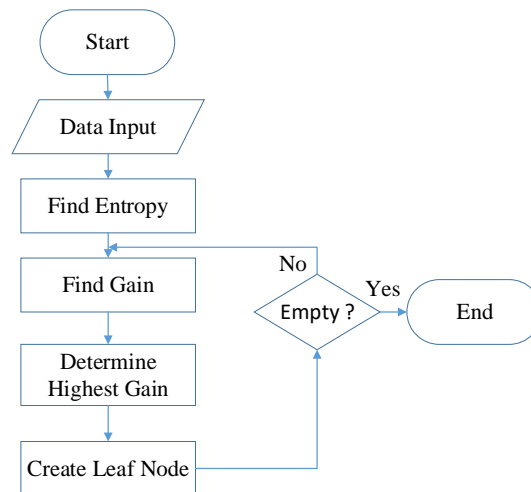 Start
Data Input
Find Entropy
No
Yes
Find Gain
Empty ?
End
Determine
Highest Gain
Create Leaf Node